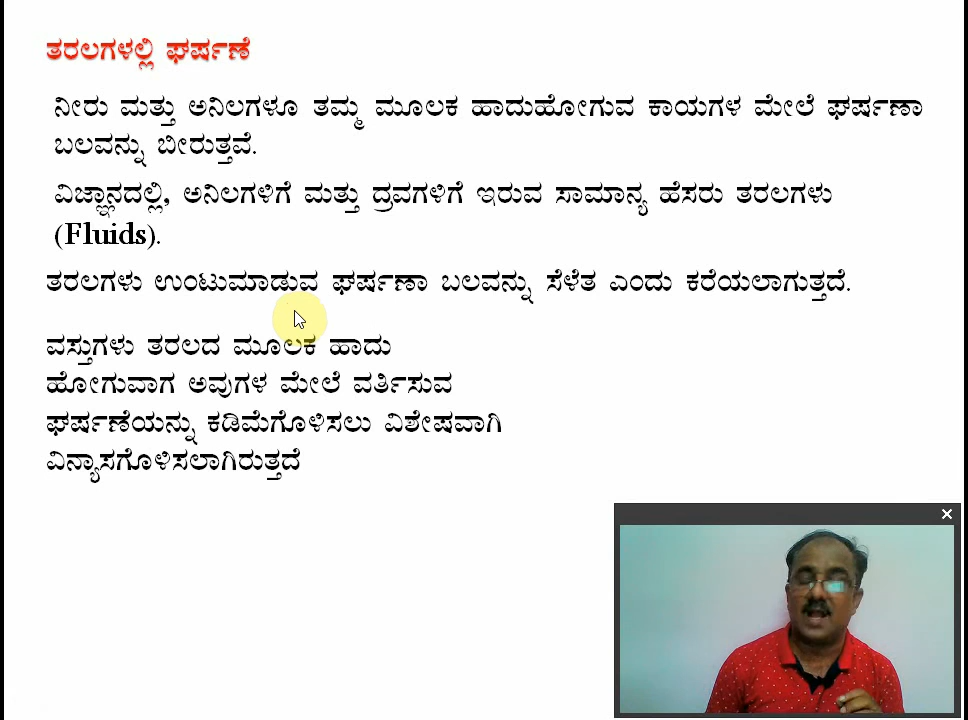 ತರಲಗಳಲ್ಲಿ ಘರ್ಷಣೆ
ನೀರು ಮತ್ತು ಅನಿಲಗಳೂ ತಮ್ಮ ಮೂಲಕ ಹಾದುಹೋಗುವ ಕಾಯಗಳ ಮೇಲೆ ಘರ್ಷಣಾ
ಬಲವನ್ನು ಬೀರುತ್ತವೆ.
ವಿಜ್ಞಾನದಲ್ಲಿ, ಅನಿಲಗಳಿಗೆ ಮತ್ತು ದ್ರವಗಳಿಗೆ ಇರುವ ಸಾಮಾನ್ಯ ಹೆಸರು ತರಲಗಳು
(Fluids).
ತರಲಗಳು ಉಂಟುಮಾಡುವ ಘರ್ಷಣಾ ಬಲವನ್ನು ಸೆಳೆತ ಎಂದು ಕರೆಯಲಾಗುತ್ತದೆ.
ವಸ್ತುಗಳು ತರಲದ ಮೂಲಕ ಹಾದು
ಹೋಗುವಾಗ ಅವುಗಳ ಮೇಲೆ ವರ್ತಿಸುವ
ಘರ್ಷಣೆಯನ್ನು ಕಡಿಮೆಗೊಳಿಸಲು ವಿಶೇಷವಾಗಿ
ವಿನ್ಯಾಸಗೊಳಿಸಲಾಗಿರುತ್ತದೆ